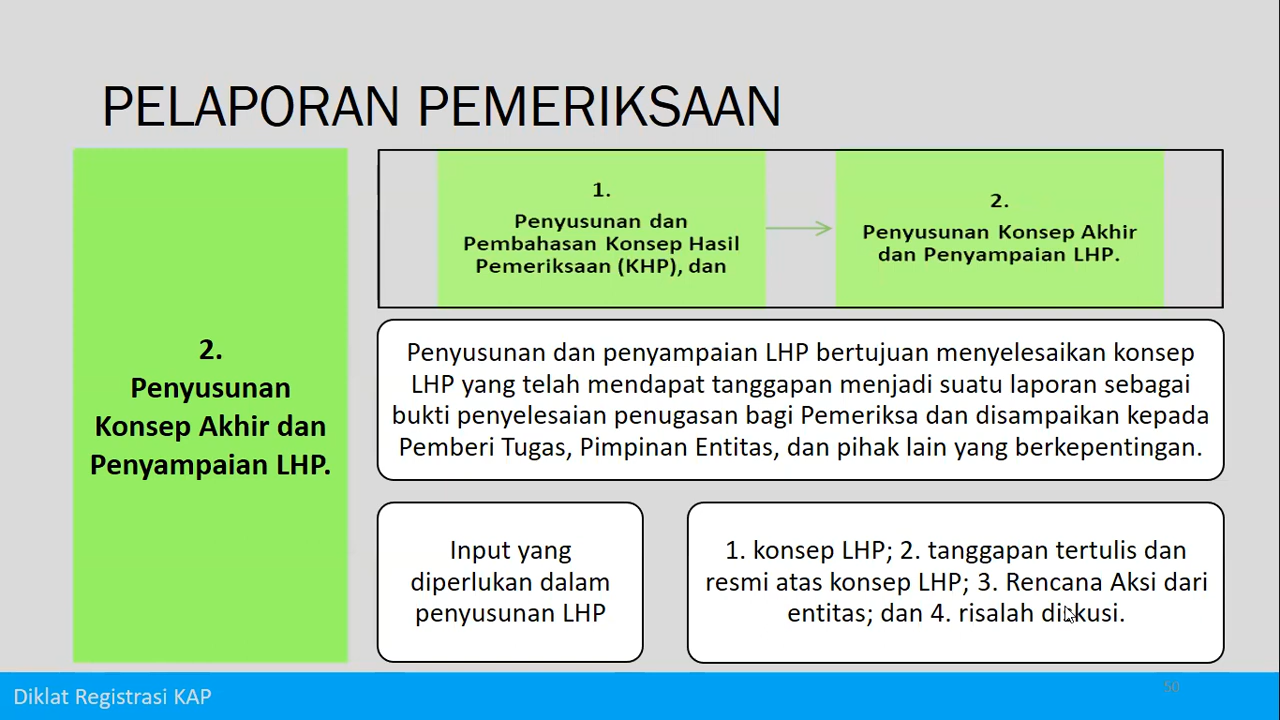 PELAPORAN PEMERIKSAAN
2.
Penyusunan
Konsep Akhir dan
Penyampaian LHP.
1.
Penyusunan dan
Pembahasan Konsep Hasil
Pemeriksaan (KHP), dan
2.
Penyusunan Konsep Akhir
dan Penyampaian LHP.
Penyusunan dan penyampaian LHP bertujuan menyelesaikan konsep
LHP yang telah mendapat tanggapan menjadi suatu laporan sebagai
bukti penyelesaian penugasan bagi Pemeriksa dan disampaikan kepada
Pemberi Tugas, Pimpinan Entitas, dan pihak lain yang berkepentingan.
Input yang
diperlukan dalam
penyusunan LHP
1. konsep LHP; 2. tanggapan tertulis dan
resmi atas konsep LHP; 3. Rencana Aksi dari
entitas; dan 4. risalah diskusi.
Diklat Registrasi KAP
50